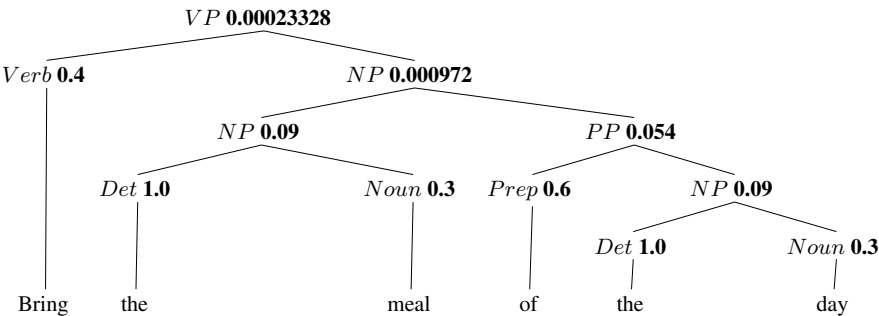 VP 0.00023328
Verb 0.4 NP 0.000972
NP 0.09 PP 0.054
Det 1.0 Noun 0.3 Prep 0.6 NP 0.09
Det 1.0 Noun 0.3
Bring the meal of the day